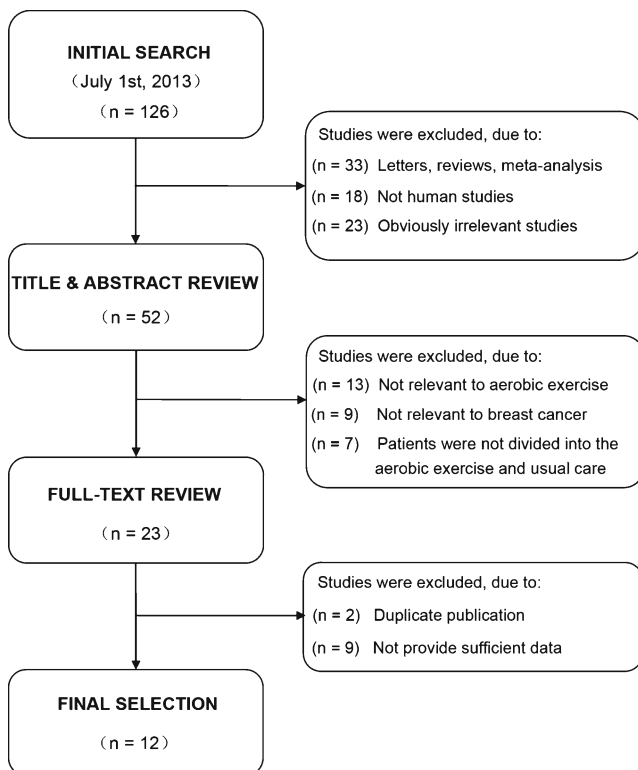 INITIAL SEARCH
（July 1st, 2013）
（n = 126）
Studies were excluded, due to:
(n = 33) Letters, reviews, meta-analysis
(n = 18) Not human studies
(n = 23) Obviously irrelevant studies
TITLE & ABSTRACT REVIEW
（n = 52）
Studies were excluded, due to:
(n = 13) Not relevant to aerobic exercise
(n = 9) Not relevant to breast cancer
(n = 7) Patients were not divided into the
aerobic exercise and usual care
FULL-TEXT REVIEW
（n = 23）
Studies were excluded, due to:
(n = 2) Duplicate publication
(n = 9) Not provide sufficient data
FINAL SELECTION
（n = 12）